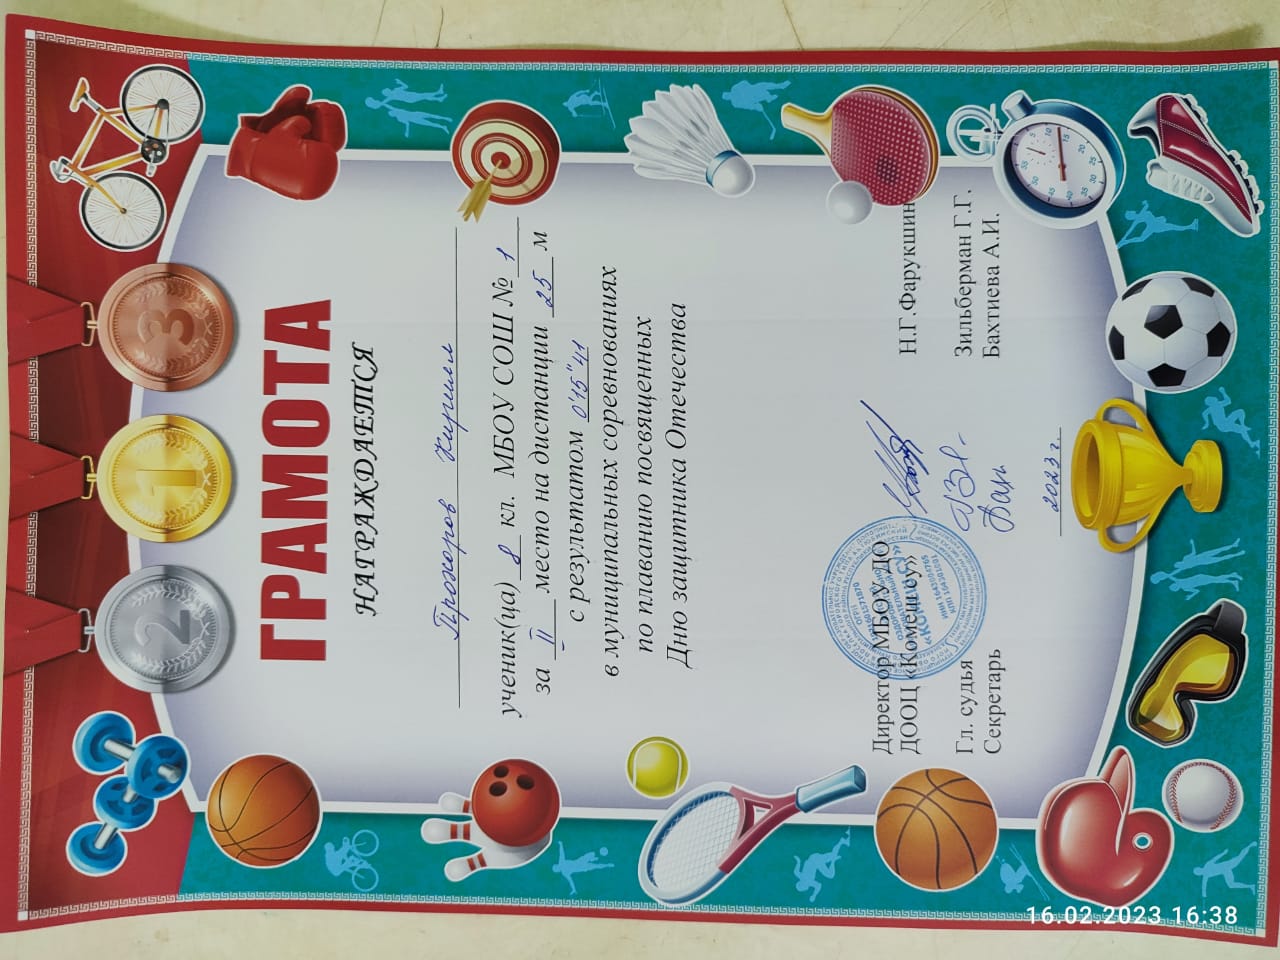 ГРАМОТА
НАГРАЖДАЕТСЯ
Прохоров Кирилл
ученик(ца) 8 кл. МБОУ СОШ № 1
за II место на дистанции 25 м
с результатом 0'15"41
в муниципальных соревнованиях
по плаванию посвященных
Дню защитника Отечества
Директор МБОУ ДО
ДООЦ «Комешкеу» Н.Г.Фарукшин
Гл. судья Зильберман Г.Г.
Секретарь Бахтиева А.И.
2023 г.
16.02.2023 16:38